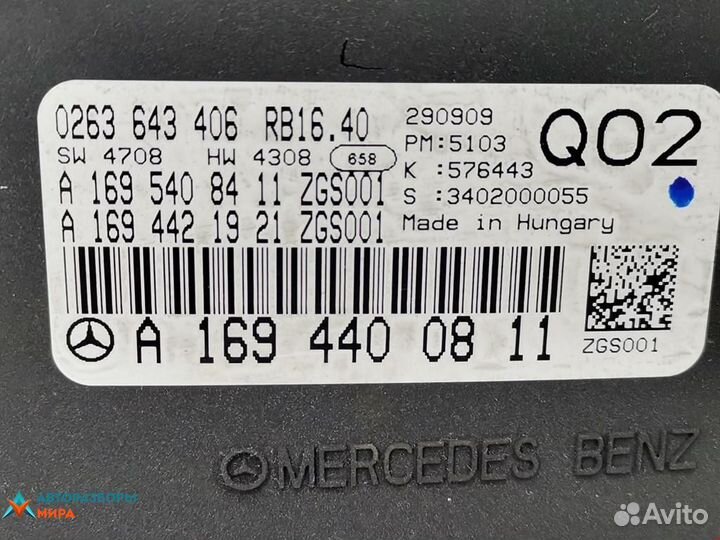 0263 643 406 RB16.40
SW 4708 HW 4308 658
A 169 540 84 11 ZGS001
A 169 442 19 21 ZGS001
290909
PM:5103
K :576443
S :3402000055
Made in Hungary
Q02
A 169 440 08 11
ZGS001
MERCEDES BENZ
АВТОРАЗБОРЫ
МИРА
Avito